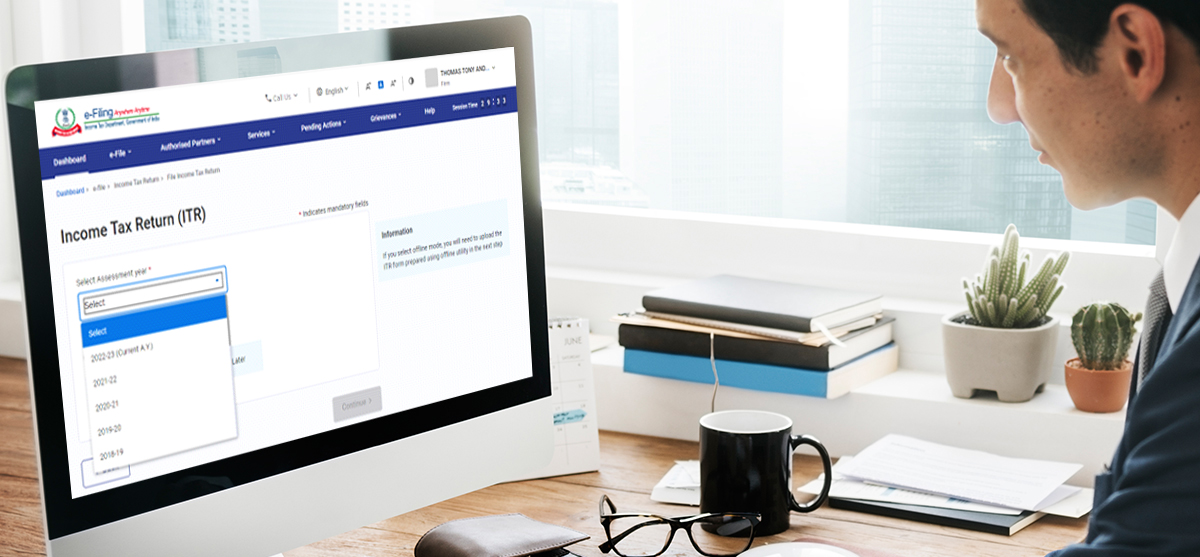 e-Filing Anywhere Anytime
Income Tax Department, Government of India
Call Us
English
THOMAS TONY AND...
Dashboard
e-File
Authorised Partners
Services
Pending Actions
Grievances
Help
Session Time 2 9 : 3 3
Dashboard > e-file > Income Tax Return > File Income Tax Return
Income Tax Return (ITR)
* Indicates mandatory fields
Select Assessment year *
Select
Select
2022-23 (Current A.Y.)
2021-22
2020-21
2019-20
2018-19
Later
Continue >
Information
If you select offline mode, you will need to upload the
ITR form prepared using offline utility in the next step
JUNE